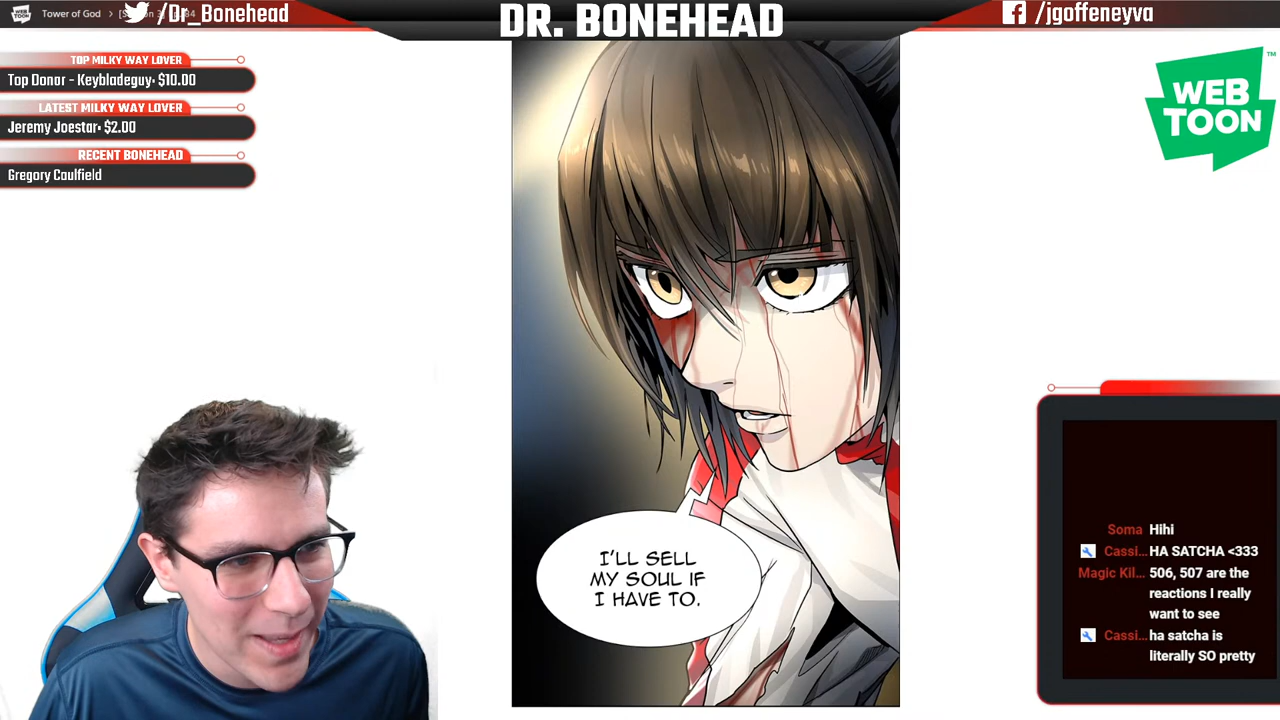 Tower of God > [S
84
/Dr_Bonehead
DR. BONEHEAD
/jgoffeneyva
TOP MILKY WAY LOVER
Top Donor - Keybladeguy: $10.00
LATEST MILKY WAY LOVER
Jeremy Joestar: $2.00
RECENT BONEHEAD
Gregory Caulfield
WEB
TOON
TM
I'LL SELL
MY SOUL IF
I HAVE TO.
Soma Hihi
Cassi... HA SATCHA <333
Magic Kil... 506, 507 are the
reactions I really
want to see
Cassi... ha satcha is
literally SO pretty